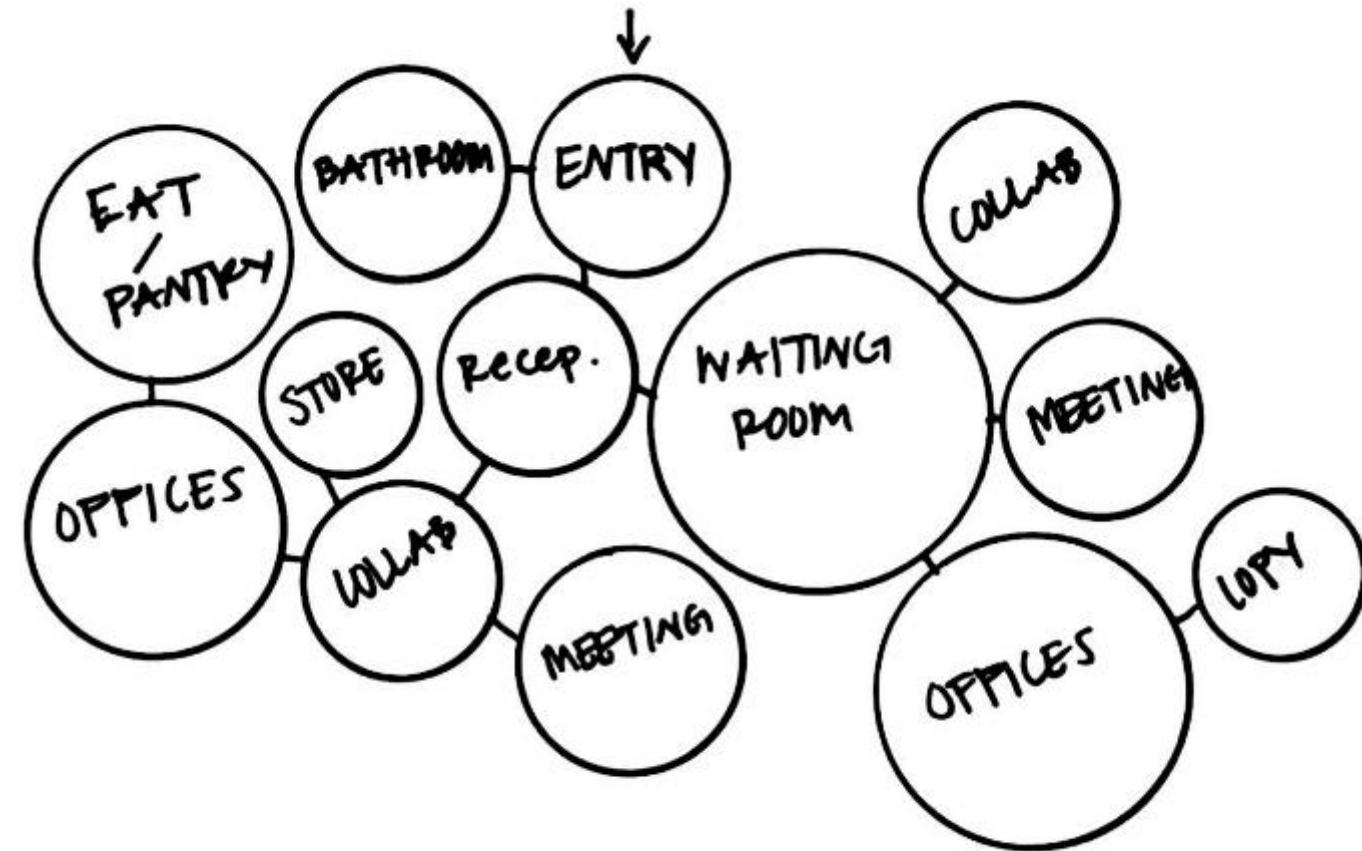 BATHROOM
ENTRY
COLLAB
EAT
/
PANTRY
STORE
Recep.
WAITING
ROOM
MEETING
OFFICES
COLLAB
MEETING
OFFICES
COPY